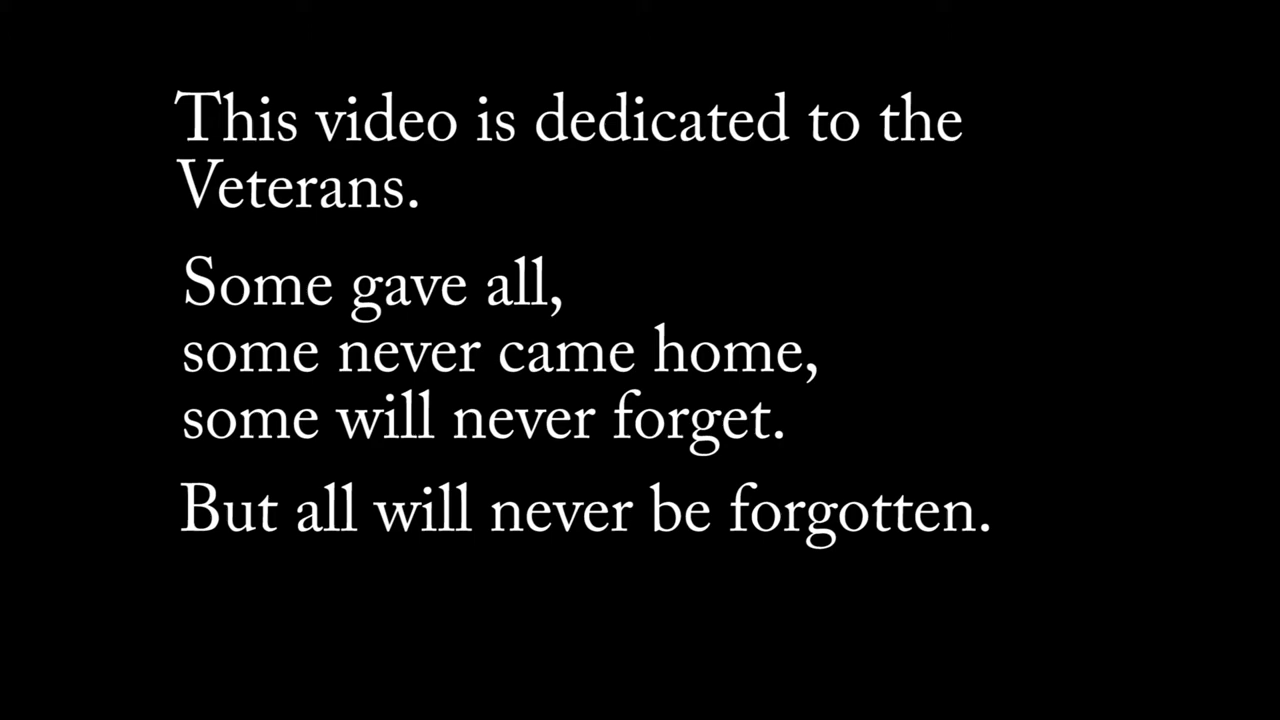 This video is dedicated to the
Veterans.
Some gave all,
some never came home,
some will never forget.
But all will never be forgotten.